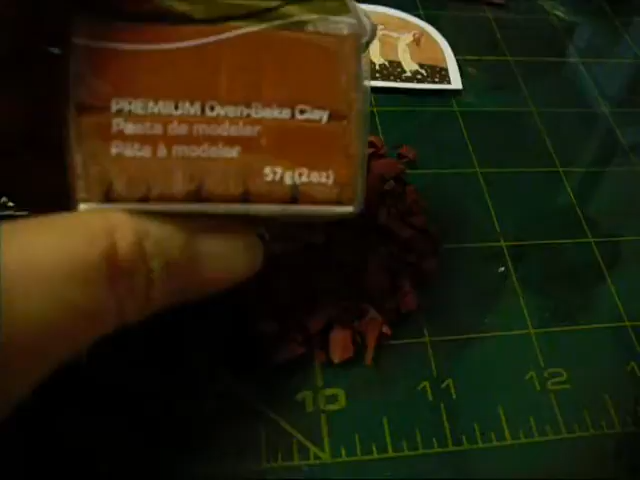 PREMIUM Oven-Bake Clay
Pasta de modelar
Pâte à modeler
57g(2oz)
10 11 12